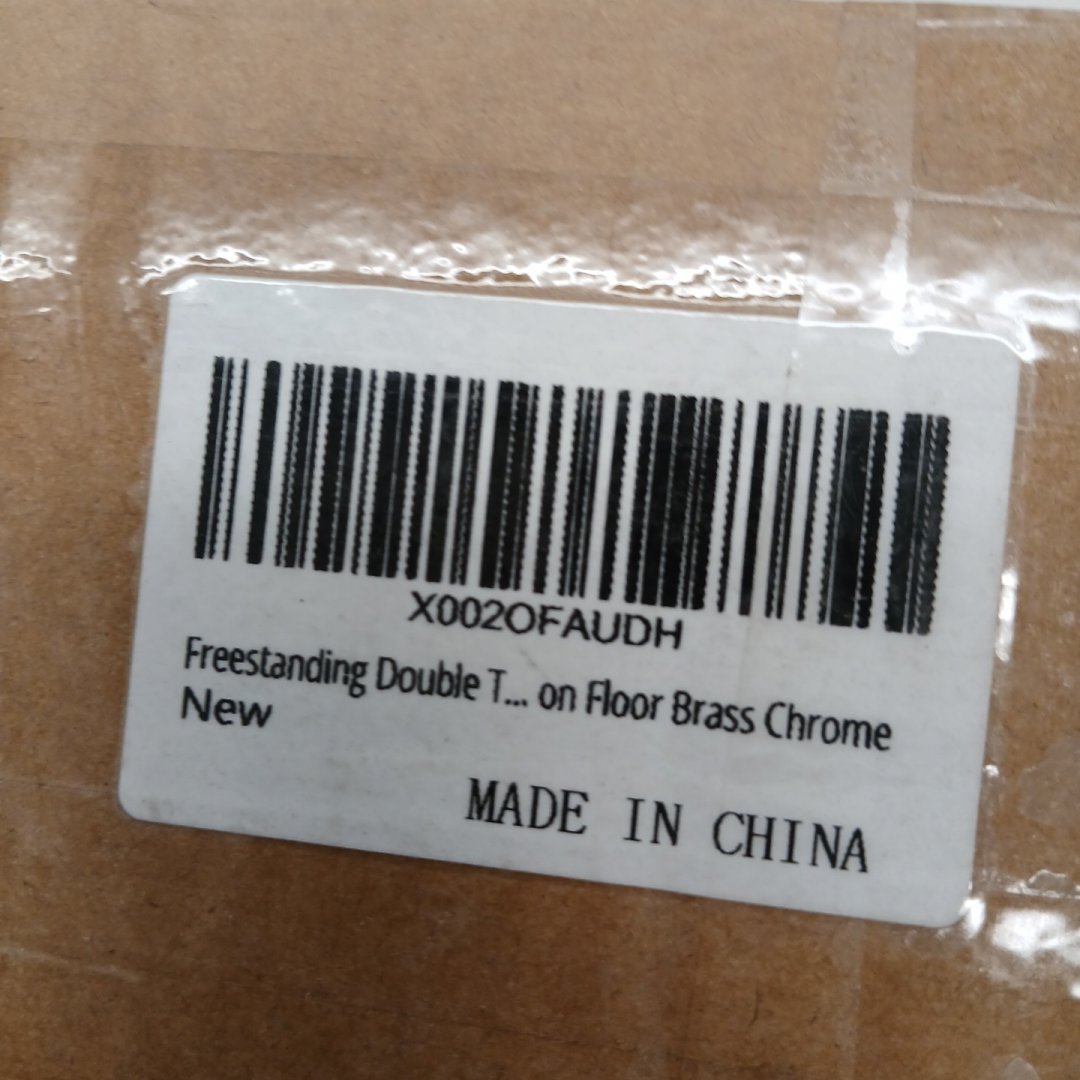 X002OFAUDH
Freestanding Double T... on Floor Brass Chrome
New
MADE IN CHINA